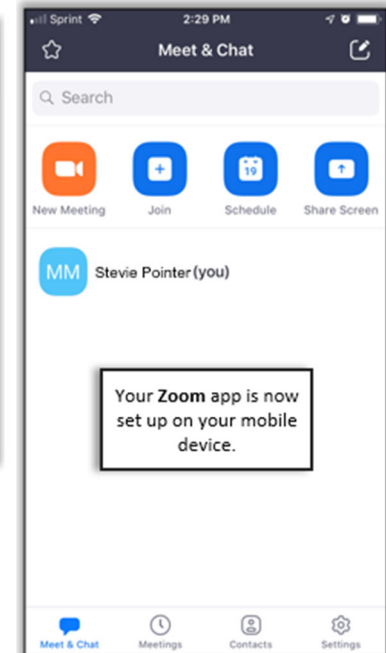 Sprint 2:29 PM
Meet & Chat
Search
19
New Meeting Join Schedule Share Screen
MM Stevie Pointer (you)
Your Zoom app is now
set up on your mobile
device.
Meet & Chat Meetings Contacts Settings